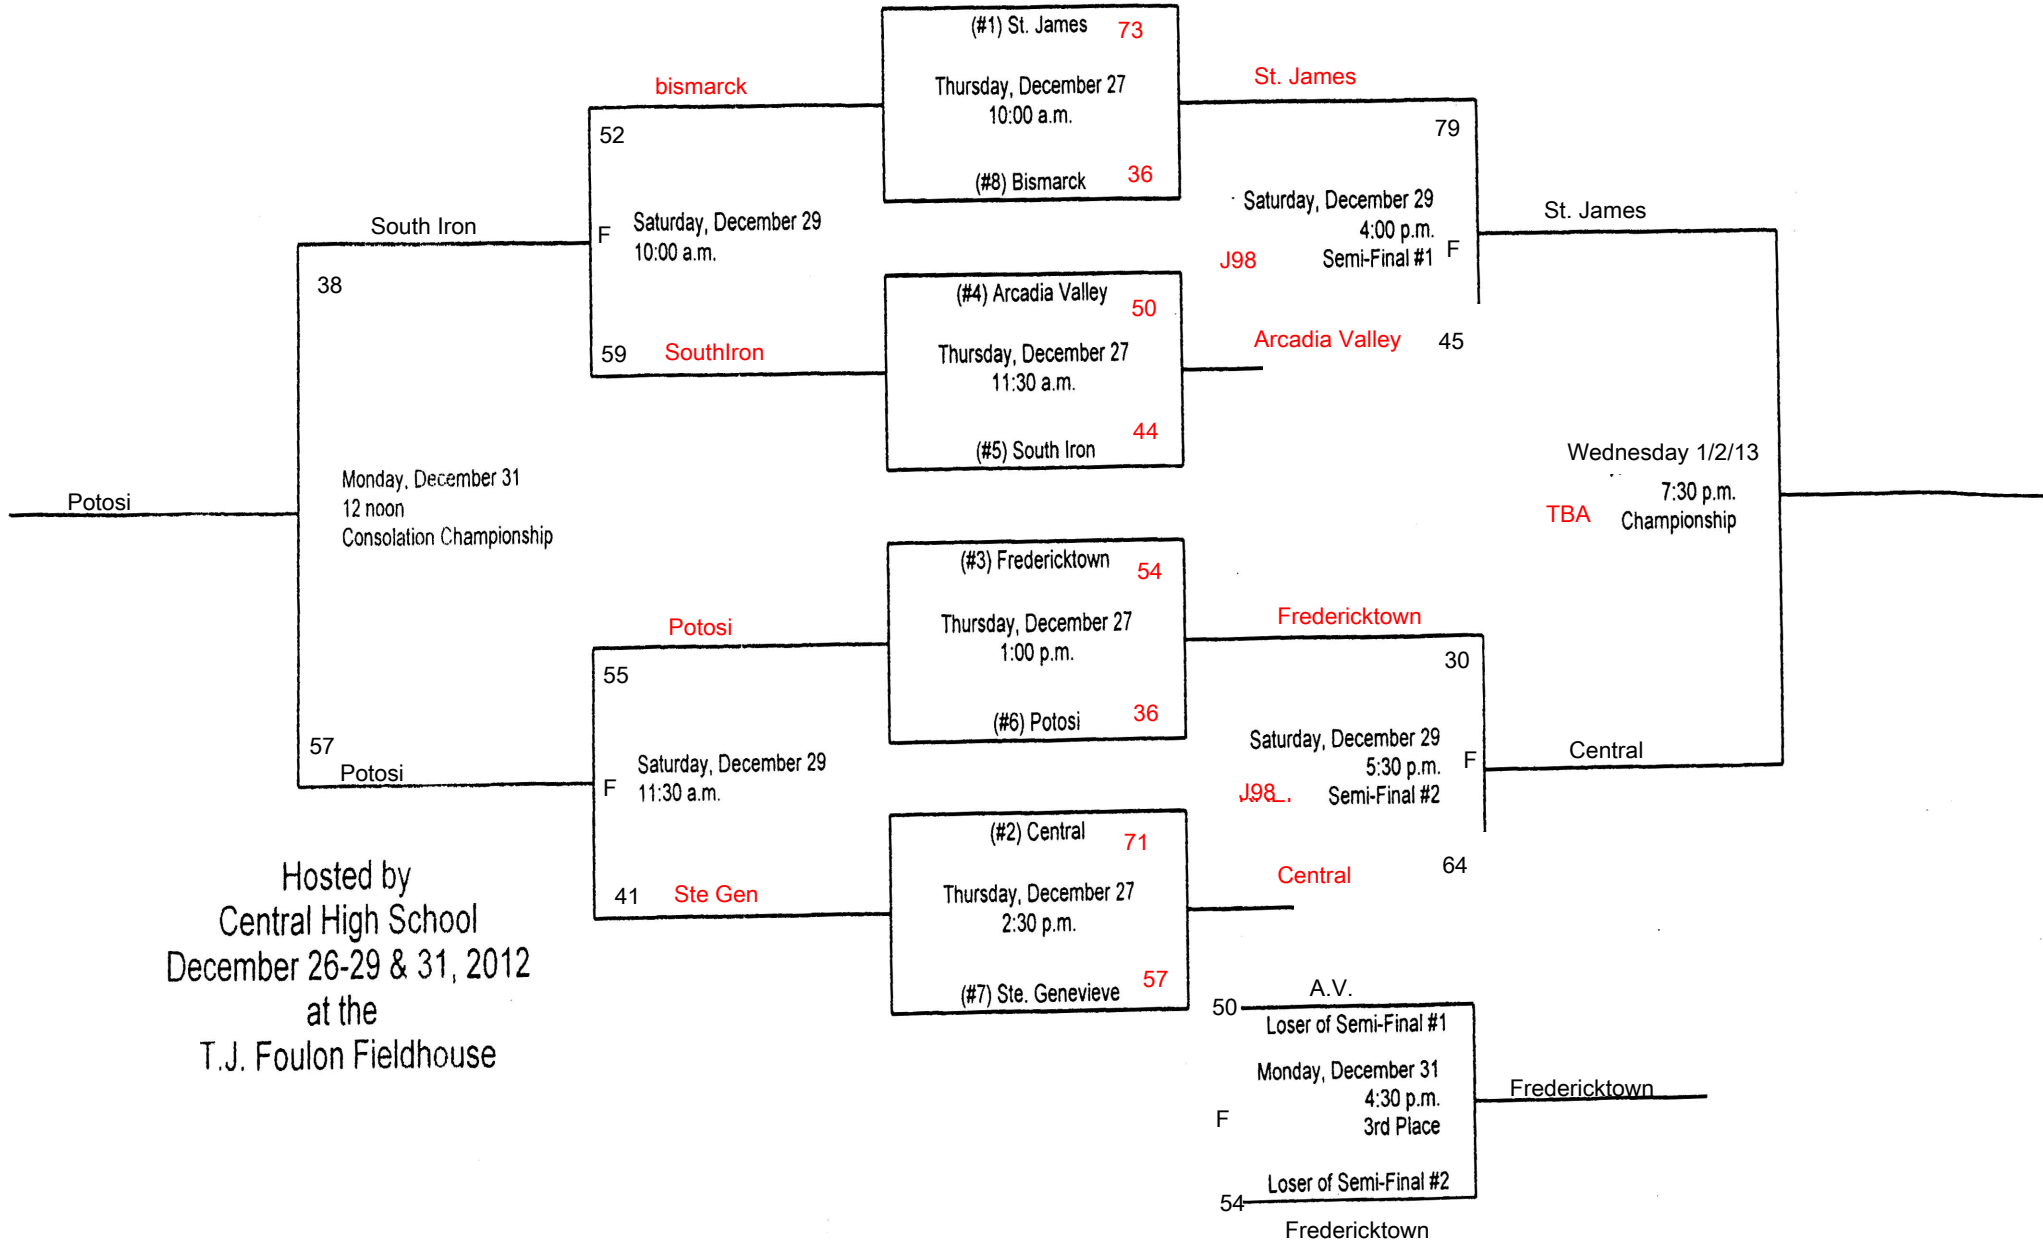 (#1) St. James 73
Thursday, December 27
10:00 a.m.
(#8) Bismarck 36
bismarck
52
Saturday, December 29
10:00 a.m.
F
59 SouthIron
South Iron
38
(#4) Arcadia Valley 50
Thursday, December 27
11:30 a.m.
(#5) South Iron 44
St. James
79
Saturday, December 29
4:00 p.m.
J98 Semi-Final #1 F
Arcadia Valley 45
St. James
Monday, December 31
12 noon
Consolation Championship
Potosi
Wednesday 1/2/13
7:30 p.m.
TBA Championship
(#3) Fredericktown 54
Thursday, December 27
1:00 p.m.
(#6) Potosi 36
Potosi
55
Saturday, December 29
11:30 a.m.
F
41 Ste Gen
57
Potosi
(#2) Central 71
Thursday, December 27
2:30 p.m.
(#7) Ste. Genevieve 57
Fredericktown
30
Saturday, December 29
5:30 p.m. F
J98 Semi-Final #2
Central 64
Central
Hosted by
Central High School
December 26-29 & 31, 2012
at the
T.J. Foulon Fieldhouse
A.V.
50
Loser of Semi-Final #1
Monday, December 31
4:30 p.m.
F 3rd Place
Loser of Semi-Final #2
54
Fredericktown
Fredericktown